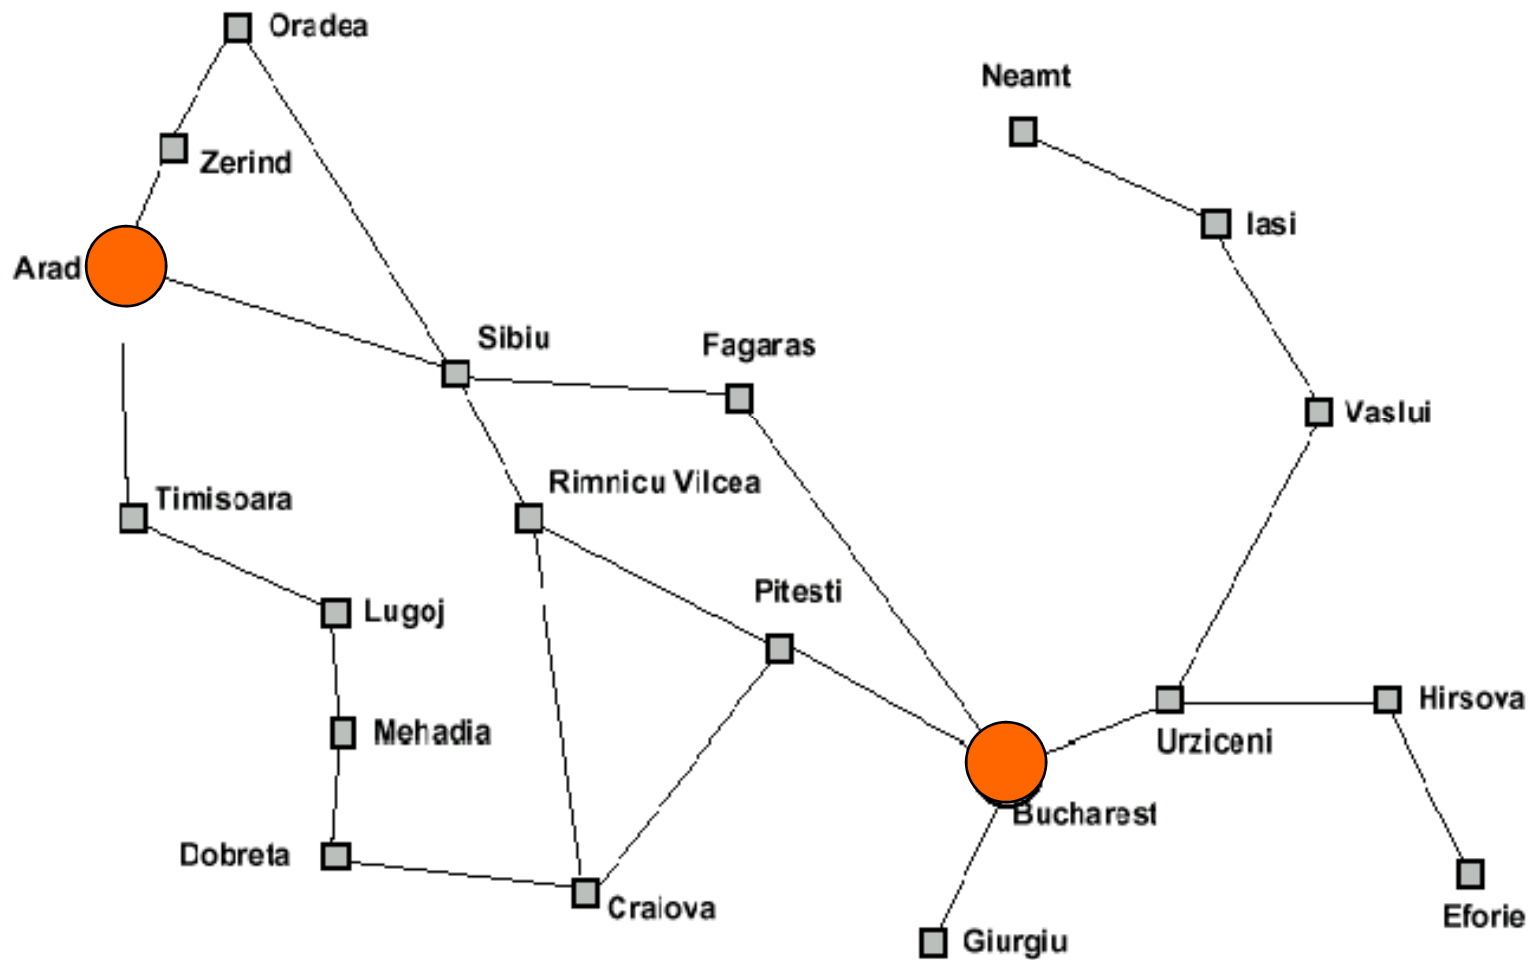 Oradea
Neamt
Zerind
Iasi
Arad
Sibiu
Fagaras
Vaslui
Rimnicu Vilcea
Timisoara
Pitesti
Lugoj
Hirsova
Mehadia
Urziceni
Bucharest
Dobreta
Craiova
Eforie
Giurgiu